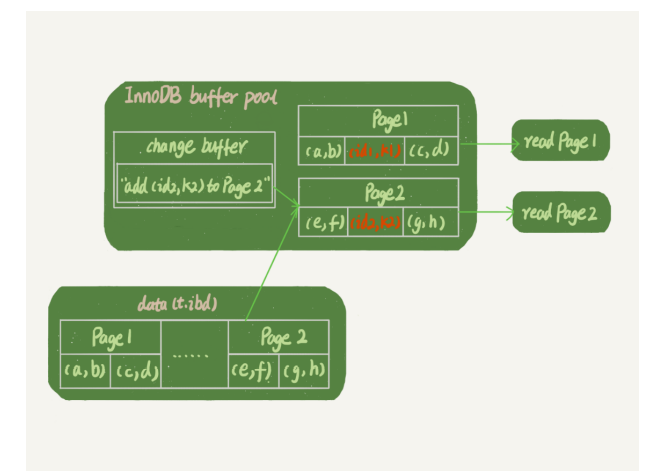 InnoDB buffer pool
change buffer
"add (id2,k2) to Page 2"
Page1
(a,b) (id1,k1) (c,d)
read Page 1
Page2
(e,f) (id2,k2) (g,h)
read Page 2
data (t.ibd)
Page 1
(a,b) (c,d)
......
Page 2
(e,f) (g,h)